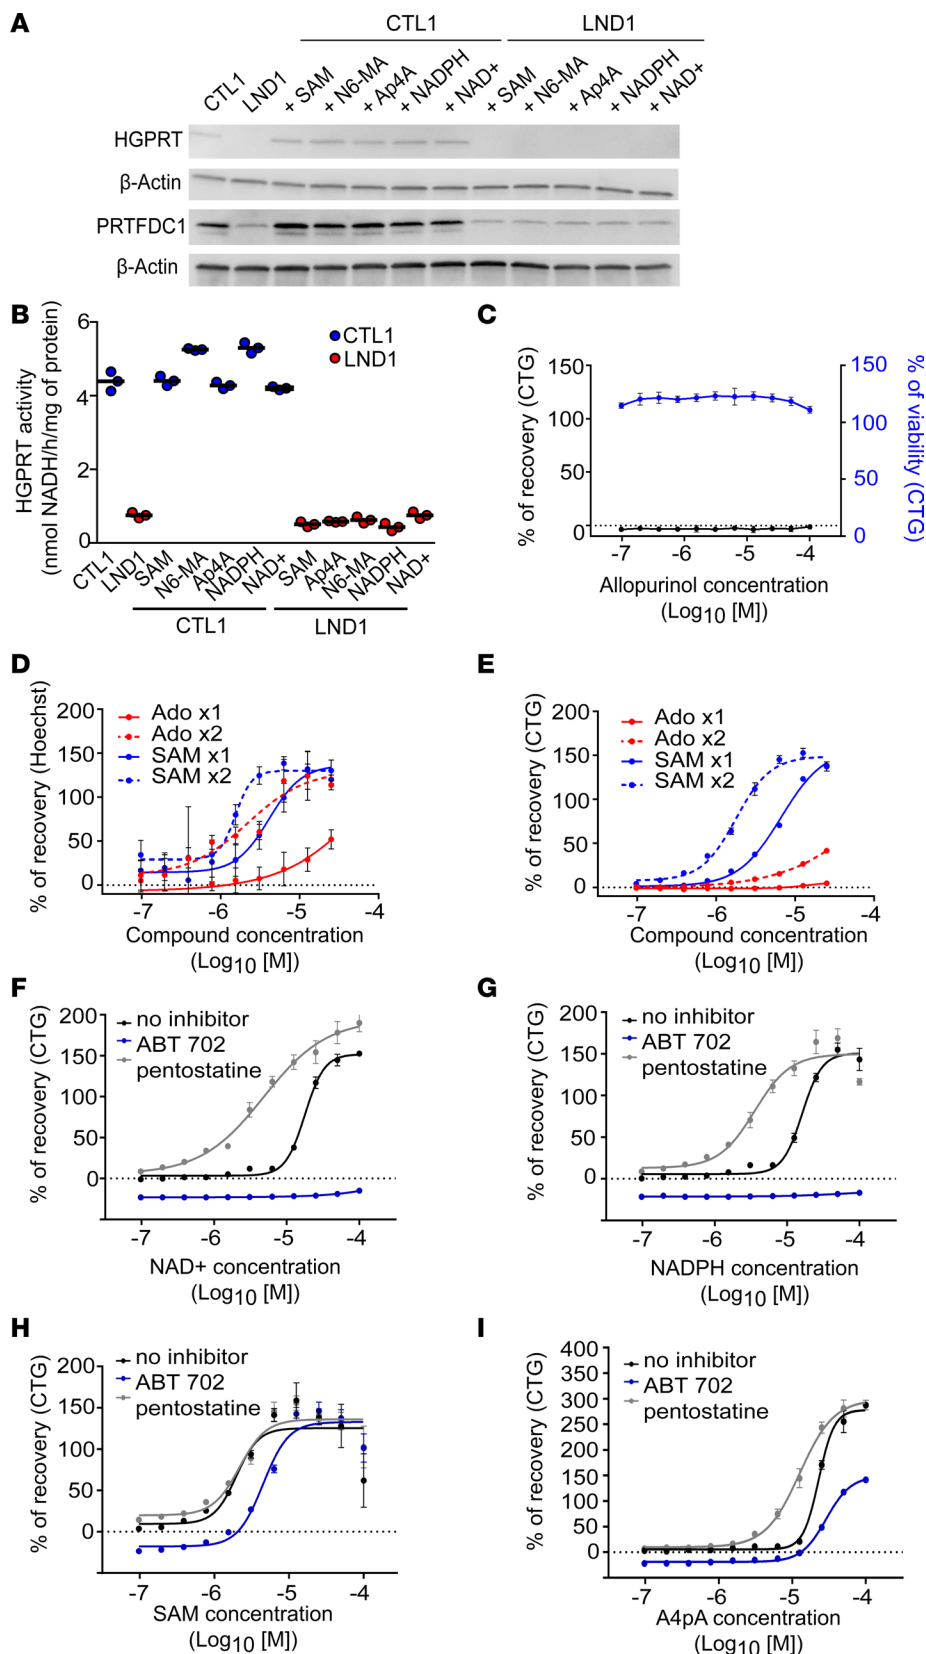 A
CTL1
LND1
CTL1
LND1
+ SAM
+ N6-MA
+ Ap4A
+ NADPH
+ NAD+
+ SAM
+ N6-MA
+ Ap4A
+ NADPH
+ NAD+
HGPRT
β-Actin
PRTFDC1
β-Actin
B
HGPRT activity
(nmol NADH/h/mg of protein)
6
4
2
0
CTL1
LND1
CTL1
LND1
SAM
N6-MA
Ap4A
NADPH
NAD+
SAM
Ap4A
N6-MA
NADPH
NAD+
CTL1
LND1
C
% of recovery (CTG)
150
100
50
0
% of viability (CTG)
150
100
50
0
-7
-6
-5
-4
Allopurinol concentration
(Log10 [M])
D
% of recovery (Hoechst)
200
150
100
50
0
Ado x1
Ado x2
SAM x1
SAM x2
-7
-6
-5
-4
Compound concentration
(Log10 [M])
E
% of recovery (CTG)
200
150
100
50
0
Ado x1
Ado x2
SAM x1
SAM x2
-7
-6
-5
-4
Compound concentration
(Log10 [M])
F
% of recovery (CTG)
200
150
100
50
0
no inhibitor
ABT 702
pentostatine
-7
-6
-5
-4
NAD+ concentration
(Log10 [M])
G
% of recovery (CTG)
200
150
100
50
0
no inhibitor
ABT 702
pentostatine
-7
-6
-5
-4
NADPH concentration
(Log10 [M])
H
% of recovery (CTG)
200
150
100
50
0
no inhibitor
ABT 702
pentostatine
-7
-6
-5
-4
SAM concentration
(Log10 [M])
I
% of recovery (CTG)
400
350
300
250
200
150
100
50
0
no inhibitor
ABT 702
pentostatine
-7
-6
-5
-4
A4pA concentration
(Log10 [M])